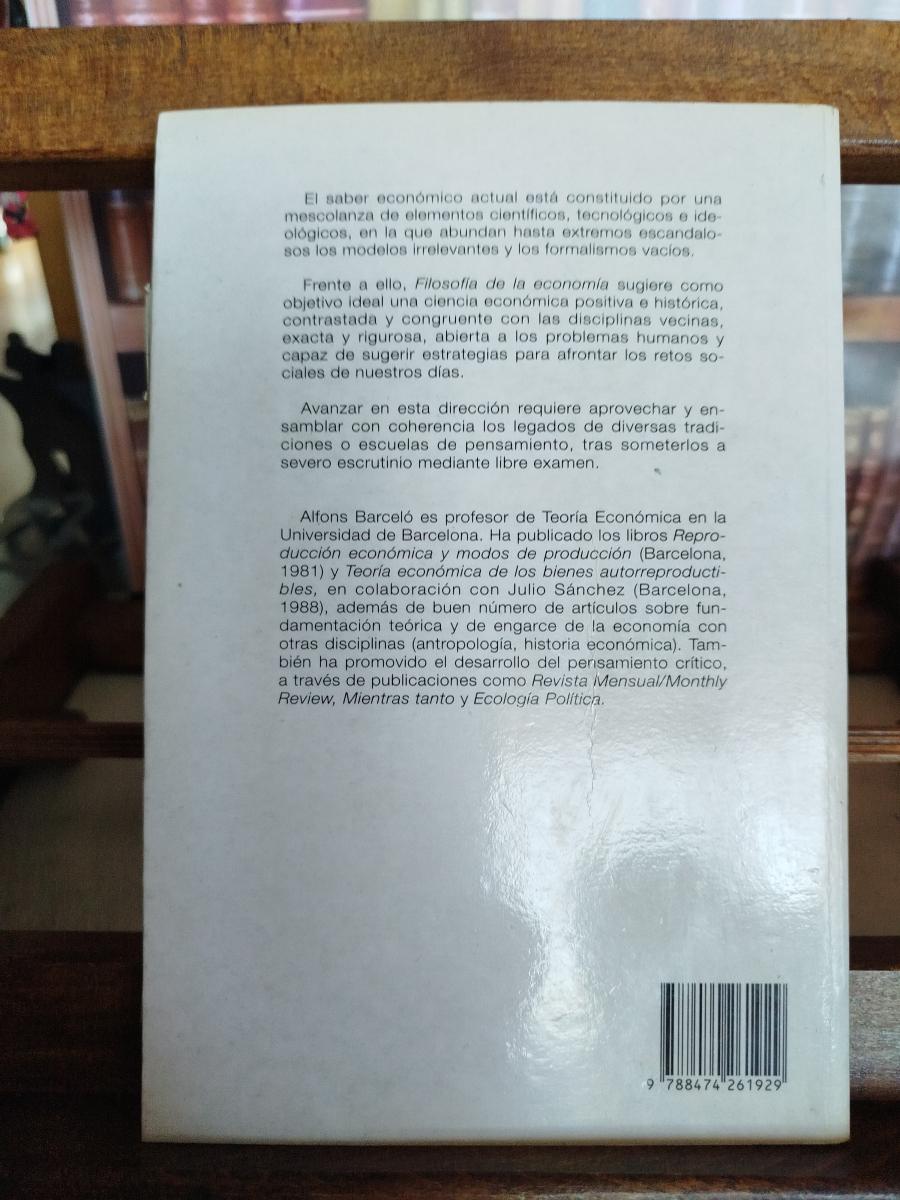 El saber económico actual está constituido por una
mescolanza de elementos científicos, tecnológicos e ide-
ológicos, en la que abundan hasta extremos escandalo-
sos los modelos irrelevantes y los formalismos vacíos.
Frente a ello, Filosofía de la economía sugiere como
objetivo ideal una ciencia económica positiva e histórica,
contrastada y congruente con las disciplinas vecinas,
exacta y rigurosa, abierta a los problemas humanos y
capaz de sugerir estrategias para afrontar los retos so-
ciales de nuestros días.
Avanzar en esta dirección requiere aprovechar y en-
samblar con coherencia los legados de diversas tradi-
ciones o escuelas de pensamiento, tras someterlos a
severo escrutinio mediante libre examen.
Alfons Barceló es profesor de Teoría Económica en la
Universidad de Barcelona. Ha publicado los libros Repro-
ducción económica y modos de producción (Barcelona,
1981) y Teoría económica de los bienes autorreproducti-
bles, en colaboración con Julio Sánchez (Barcelona,
1988), además de buen número de artículos sobre fun-
damentación teórica y de engarce de la economía con
otras disciplinas (antropología, historia económica). Tam-
bién ha promovido el desarrollo del pensamiento crítico,
a través de publicaciones como Revista Mensual/Monthly
Review, Mientras tanto y Ecología Política.
9 788474 261929